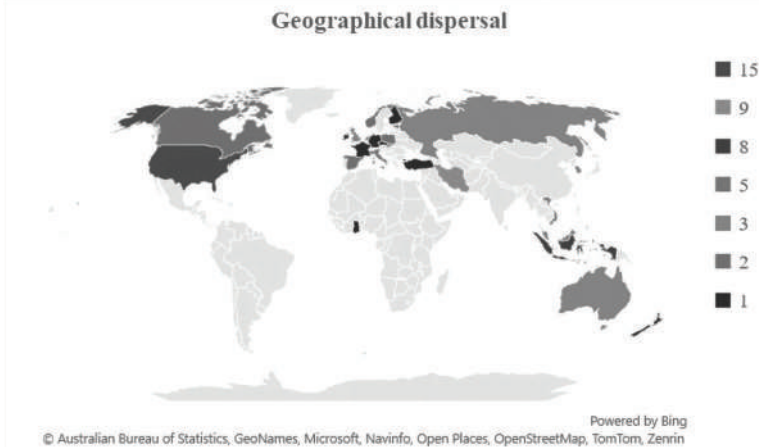 Geographical dispersal
15
9
8
5
3
2
1
Powered by Bing
© Australian Bureau of Statistics, GeoNames, Microsoft, Navinfo, Open Places, OpenStreetMap, TomTom, Zenrin